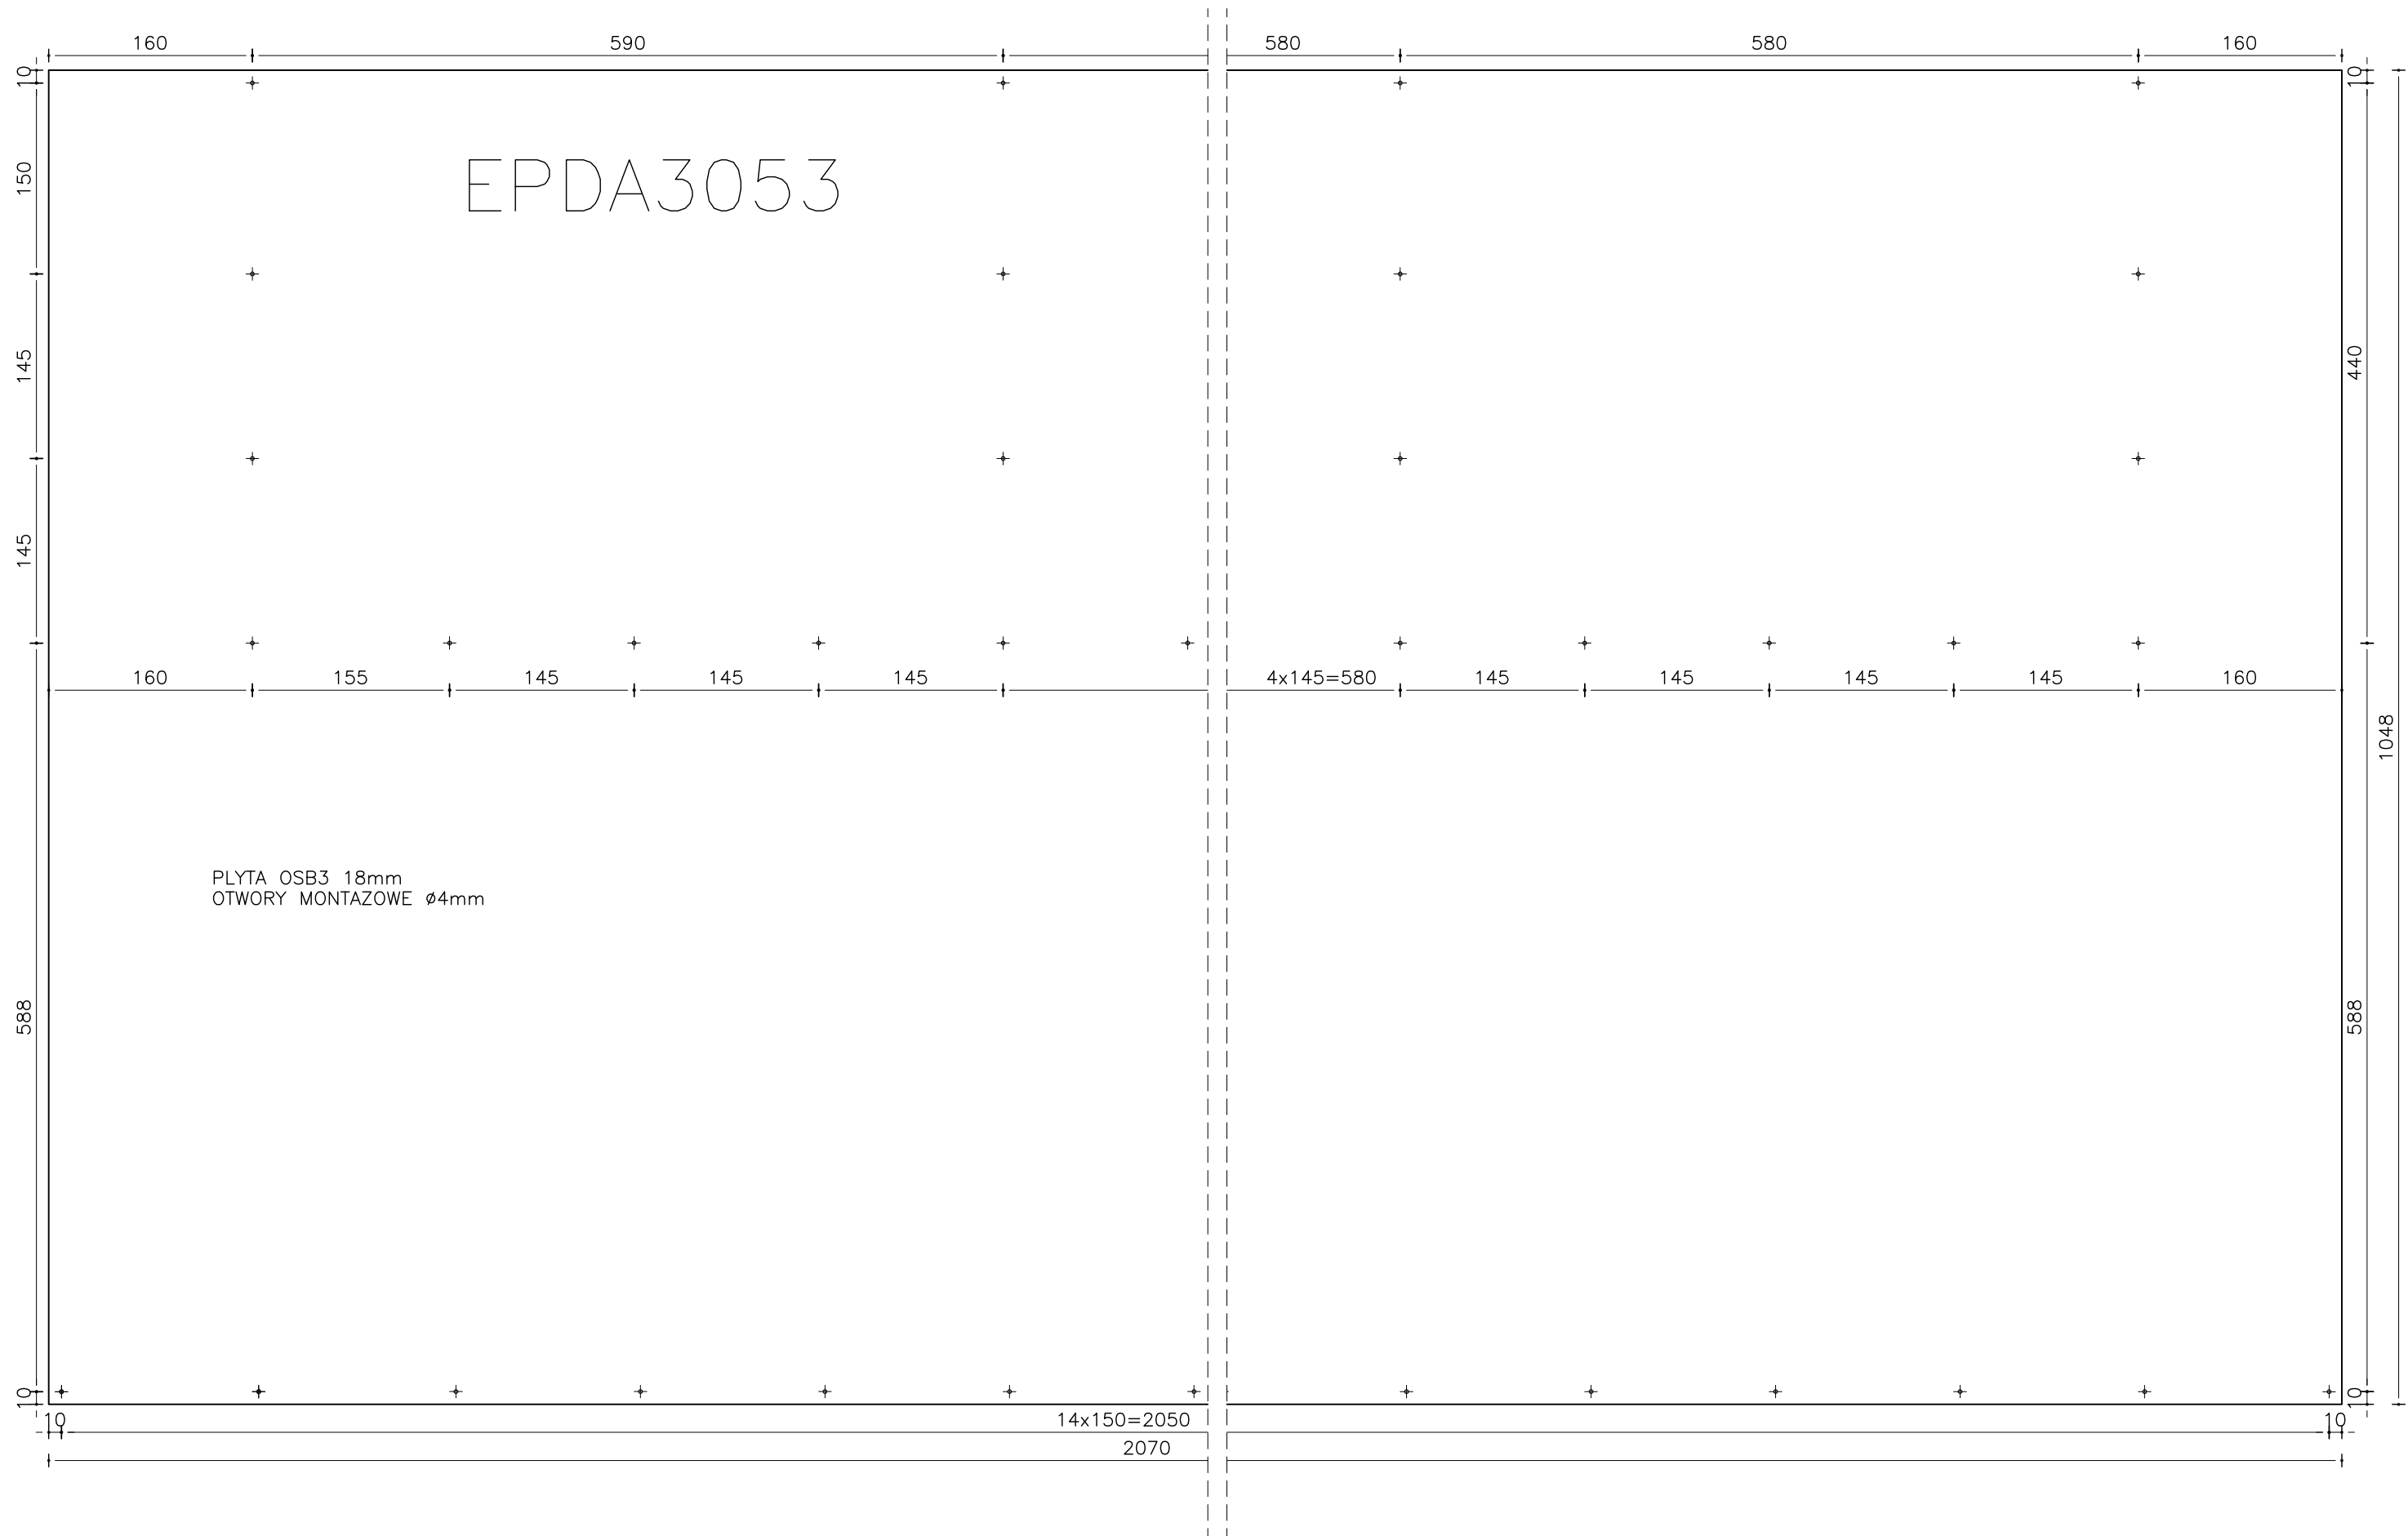 160 590 580 580 160
10 10
150
EPDA3053
145 440
145
160 155 145 145 145 4x145=580 145 145 145 145 160
1048
PLYTA OSB3 18mm
OTWORY MONTAZOWE ø4mm
588 588
10 10
10 14x150=2050 10
2070